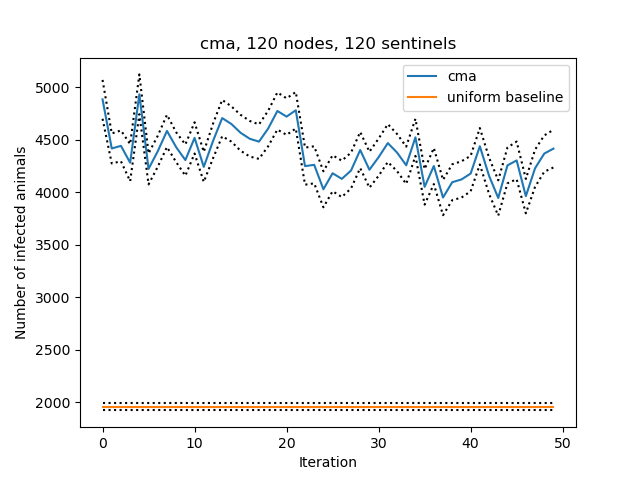 cma, 120 nodes, 120 sentinels
cma
uniform baseline
Number of infected animals
5000
4500
4000
3500
3000
2500
2000
0
10
20
30
40
50
Iteration